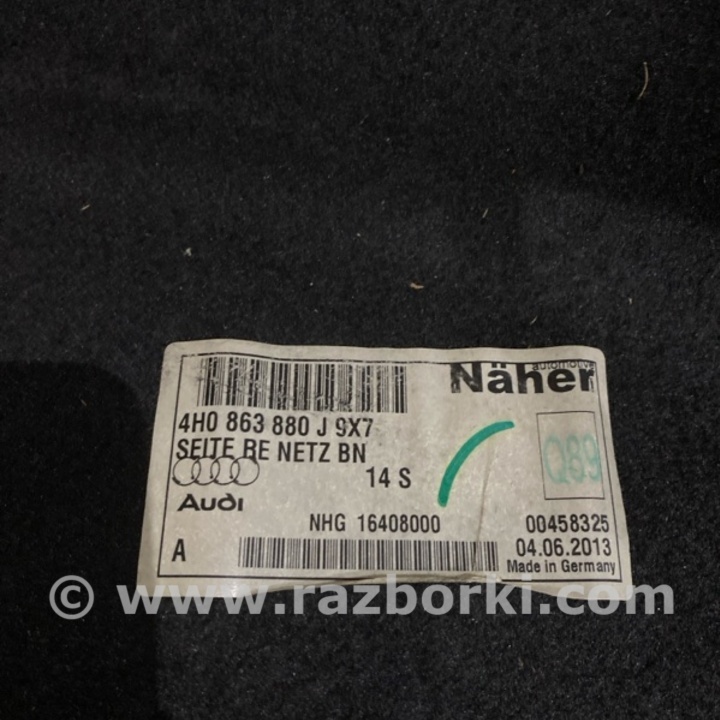 automotive
Näher
4H0 863 880 J 9X7
SEITE RE NETZ BN
14 S
Q89
Audi
NHG 16408000
00458325
A
04.06.2013
Made in Germany
© www.razborki.com